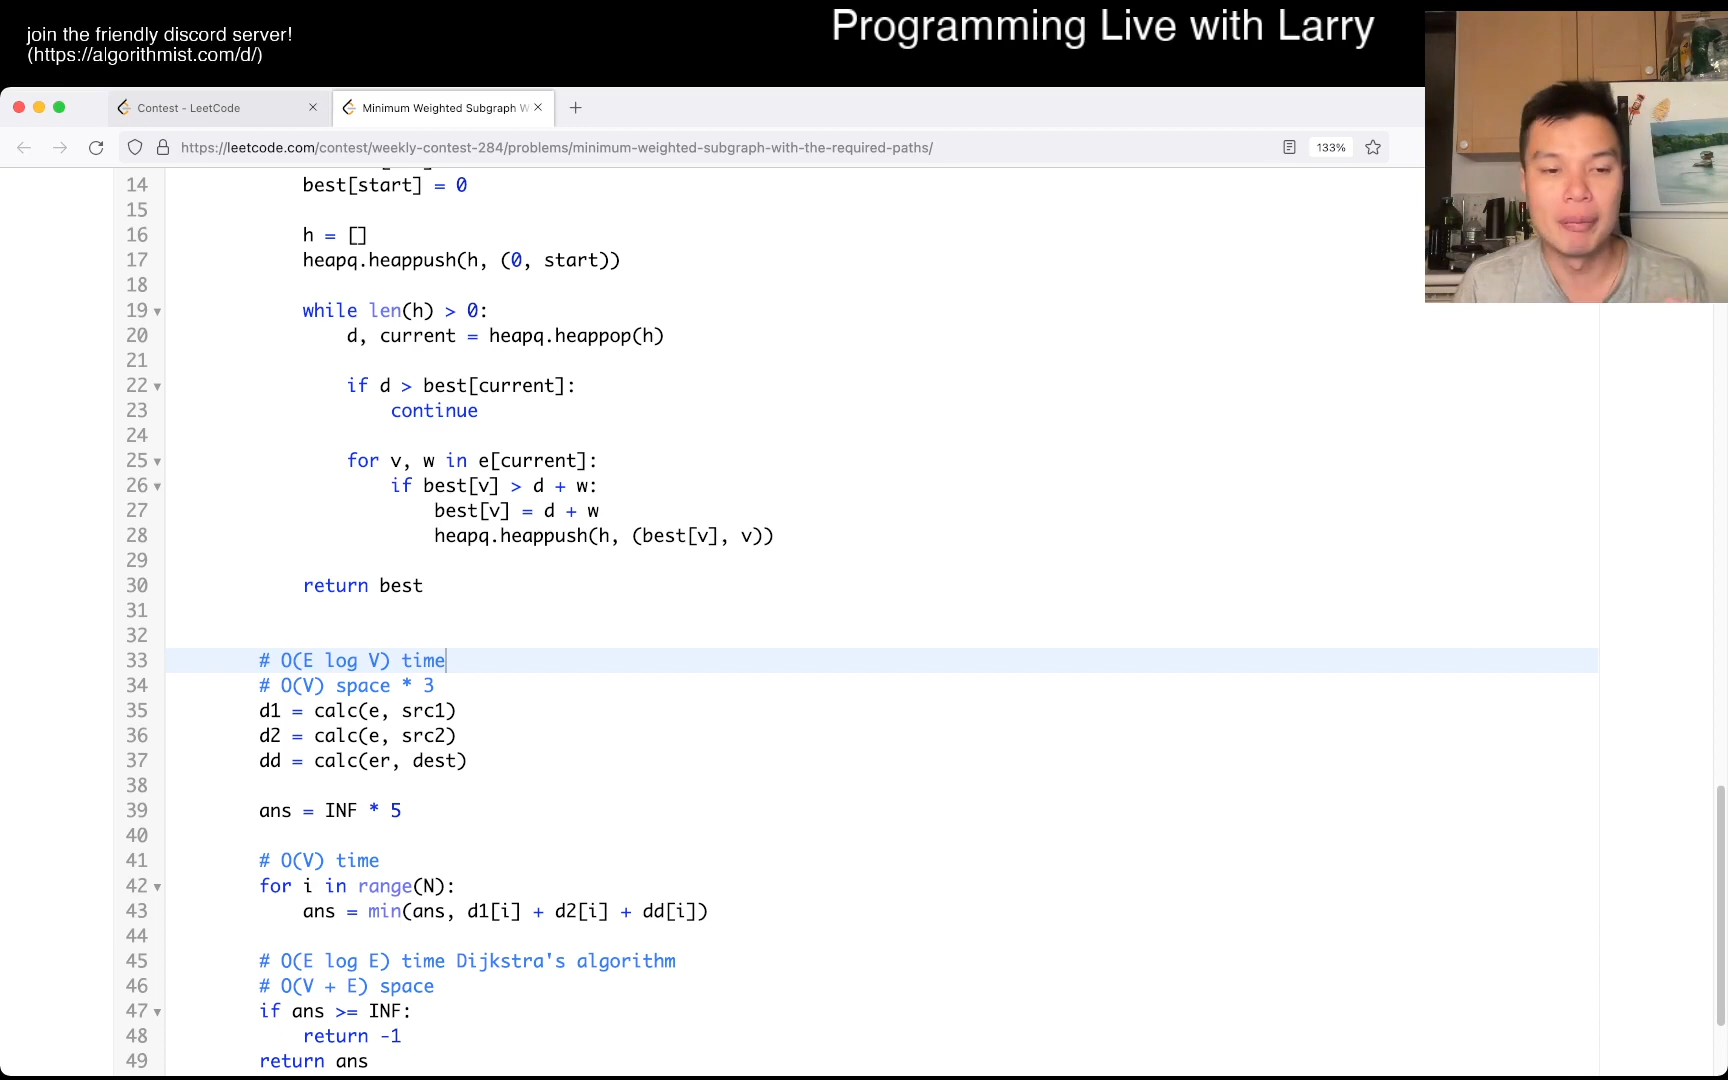 join the friendly discord server!
(https://algorithmist.com/d/)
Programming Live with Larry
Contest - LeetCode
Minimum Weighted Subgraph W
https://leetcode.com/contest/weekly-contest-284/problems/minimum-weighted-subgraph-with-the-required-paths/
133%
14 best[start] = 0
15
16 h = []
17 heapq.heappush(h, (0, start))
18
19 while len(h) > 0:
20 d, current = heapq.heappop(h)
21
22 if d > best[current]:
23 continue
24
25 for v, w in e[current]:
26 if best[v] > d + w:
27 best[v] = d + w
28 heapq.heappush(h, (best[v], v))
29
30 return best
31
32
33 # O(E log V) time
34 # O(V) space * 3
35 d1 = calc(e, src1)
36 d2 = calc(e, src2)
37 dd = calc(er, dest)
38
39 ans = INF * 5
40
41 # O(V) time
42 for i in range(N):
43 ans = min(ans, d1[i] + d2[i] + dd[i])
44
45 # O(E log E) time Dijkstra's algorithm
46 # O(V + E) space
47 if ans >= INF:
48 return -1
49 return ans